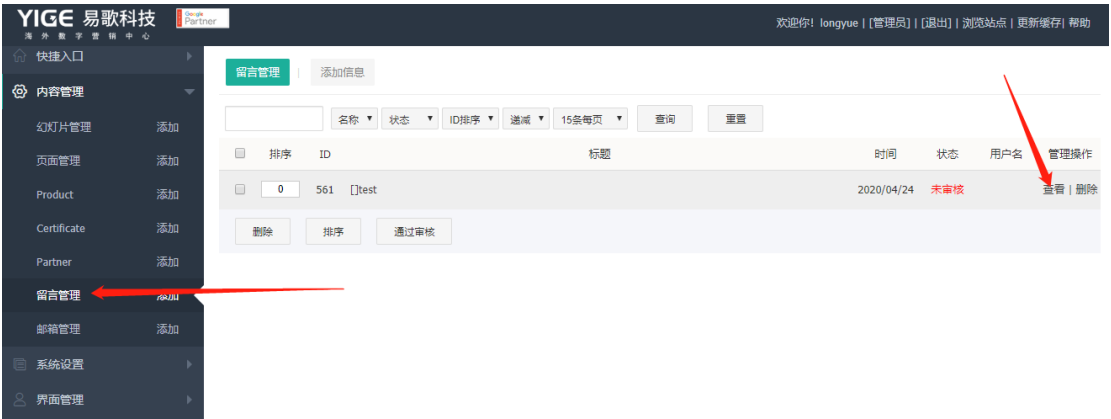 YIGE 易歌科技
海外数字营销中心
Google Partner
欢迎你! longyue | [管理员] | [退出] | 浏览站点 | 更新缓存| 帮助
快捷入口
内容管理
幻灯片管理 添加
页面管理 添加
Product 添加
Certificate 添加
Partner 添加
留言管理 添加
邮箱管理 添加
系统设置
界面管理
留言管理 添加信息
名称 状态 ID排序 递减 15条每页 查询 重置
排序 ID 标题 时间 状态 用户名 管理操作
0 561 []test 2020/04/24 未审核 查看 | 删除
删除 排序 通过审核